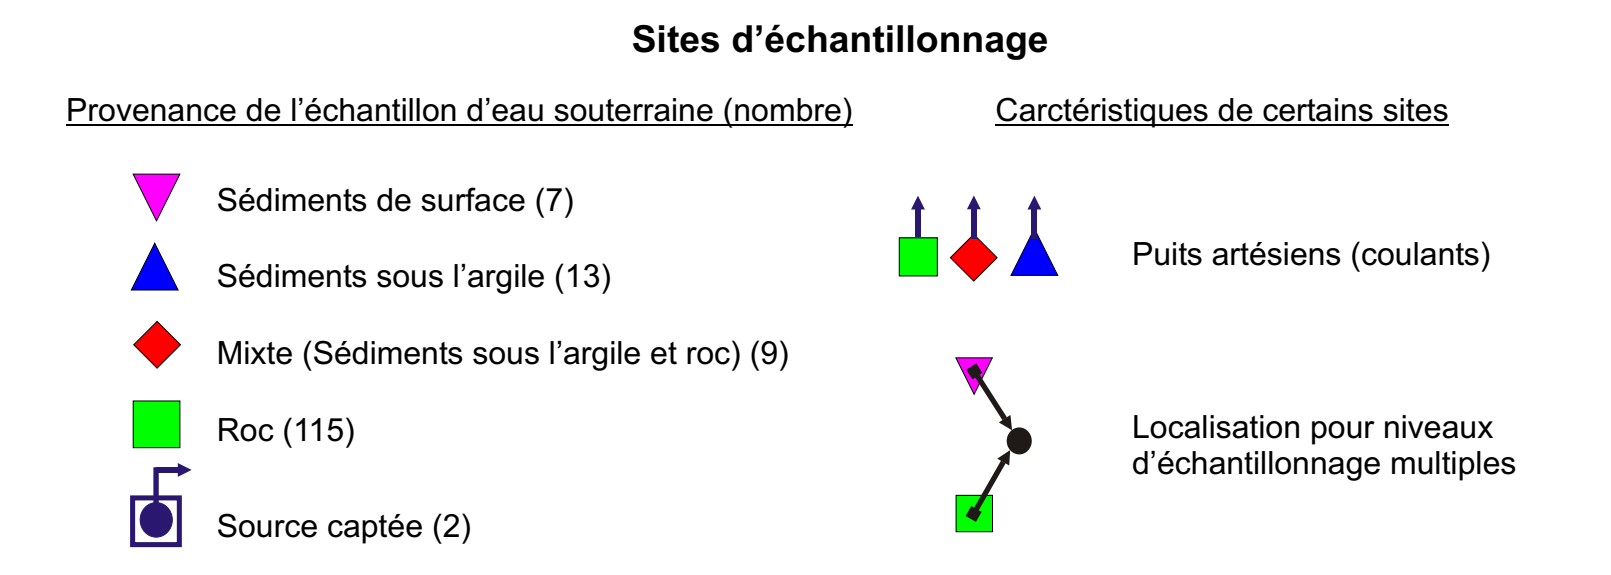 Sites d’échantillonnage
Provenance de l’échantillon d’eau souterraine (nombre)
Sédiments de surface (7)
Sédiments sous l’argile (13)
Mixte (Sédiments sous l’argile et roc) (9)
Roc (115)
Source captée (2)
Carctéristiques de certains sites
Puits artésiens (coulants)
Localisation pour niveaux
d’échantillonnage multiples